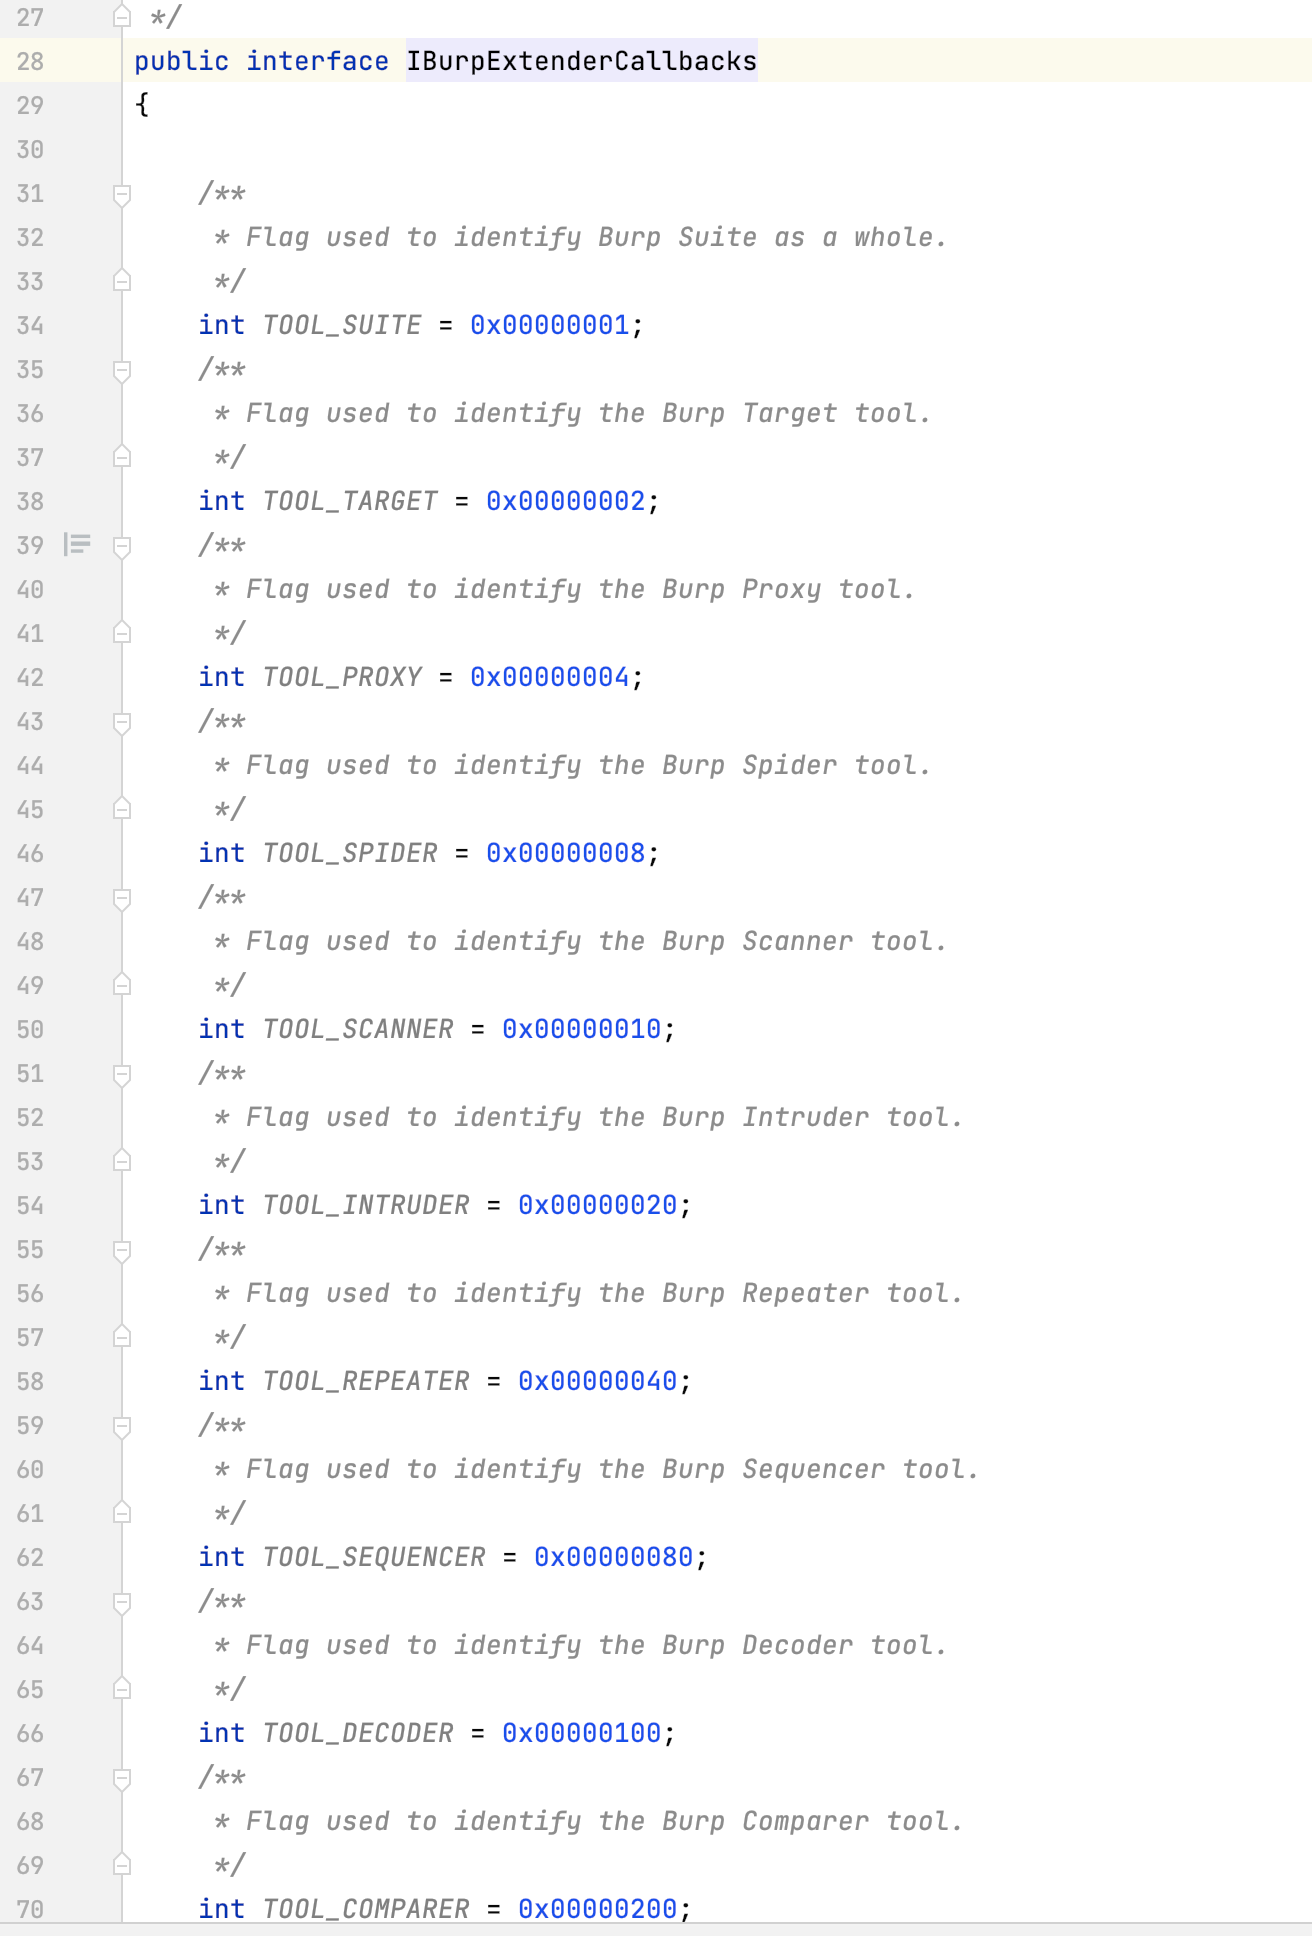 27 */
28 public interface IBurpExtenderCallbacks
29 {
30
31 /**
32 * Flag used to identify Burp Suite as a whole.
33 */
34 int TOOL_SUITE = 0x00000001;
35 /**
36 * Flag used to identify the Burp Target tool.
37 */
38 int TOOL_TARGET = 0x00000002;
39 /**
40 * Flag used to identify the Burp Proxy tool.
41 */
42 int TOOL_PROXY = 0x00000004;
43 /**
44 * Flag used to identify the Burp Spider tool.
45 */
46 int TOOL_SPIDER = 0x00000008;
47 /**
48 * Flag used to identify the Burp Scanner tool.
49 */
50 int TOOL_SCANNER = 0x00000010;
51 /**
52 * Flag used to identify the Burp Intruder tool.
53 */
54 int TOOL_INTRUDER = 0x00000020;
55 /**
56 * Flag used to identify the Burp Repeater tool.
57 */
58 int TOOL_REPEATER = 0x00000040;
59 /**
60 * Flag used to identify the Burp Sequencer tool.
61 */
62 int TOOL_SEQUENCER = 0x00000080;
63 /**
64 * Flag used to identify the Burp Decoder tool.
65 */
66 int TOOL_DECODER = 0x00000100;
67 /**
68 * Flag used to identify the Burp Comparer tool.
69 */
70 int TOOL_COMPARER = 0x00000200;